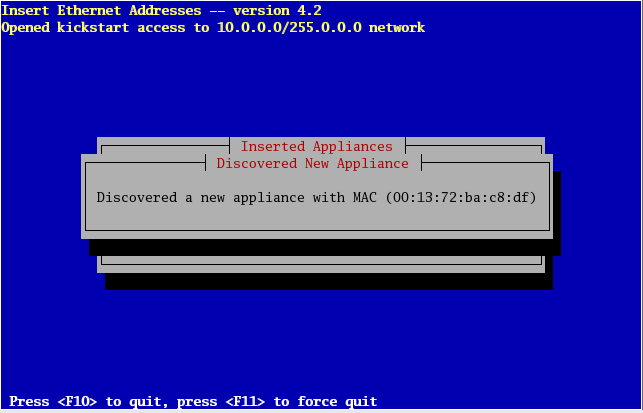 Insert Ethernet Addresses -- version 4.2
Opened kickstart access to 10.0.0.0/255.0.0.0 network
Inserted Appliances
Discovered New Appliance
Discovered a new appliance with MAC (00:13:72:ba:c8:df)
Press <F10> to quit, press <F11> to force quit